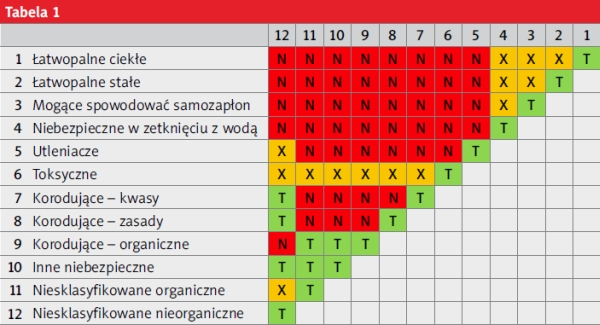 Tabela 1
12 11 10 9 8 7 6 5 4 3 2 1
1 Łatwopalne ciekłe N N N N N N N N X X X T
2 Łatwopalne stałe N N N N N N N N X X T
3 Mogące spowodować samozapłon N N N N N N N N X T
4 Niebezpieczne w zetknięciu z wodą N N N N N N N N T
5 Utleniacze X N N N N N N T
6 Toksyczne X X X X X X T
7 Korodujące – kwasy T N N N N T
8 Korodujące – zasady T N N N T
9 Korodujące – organiczne N T T T
10 Inne niebezpieczne T T T
11 Niesklasyfikowane organiczne X T
12 Niesklasyfikowane nieorganiczne T